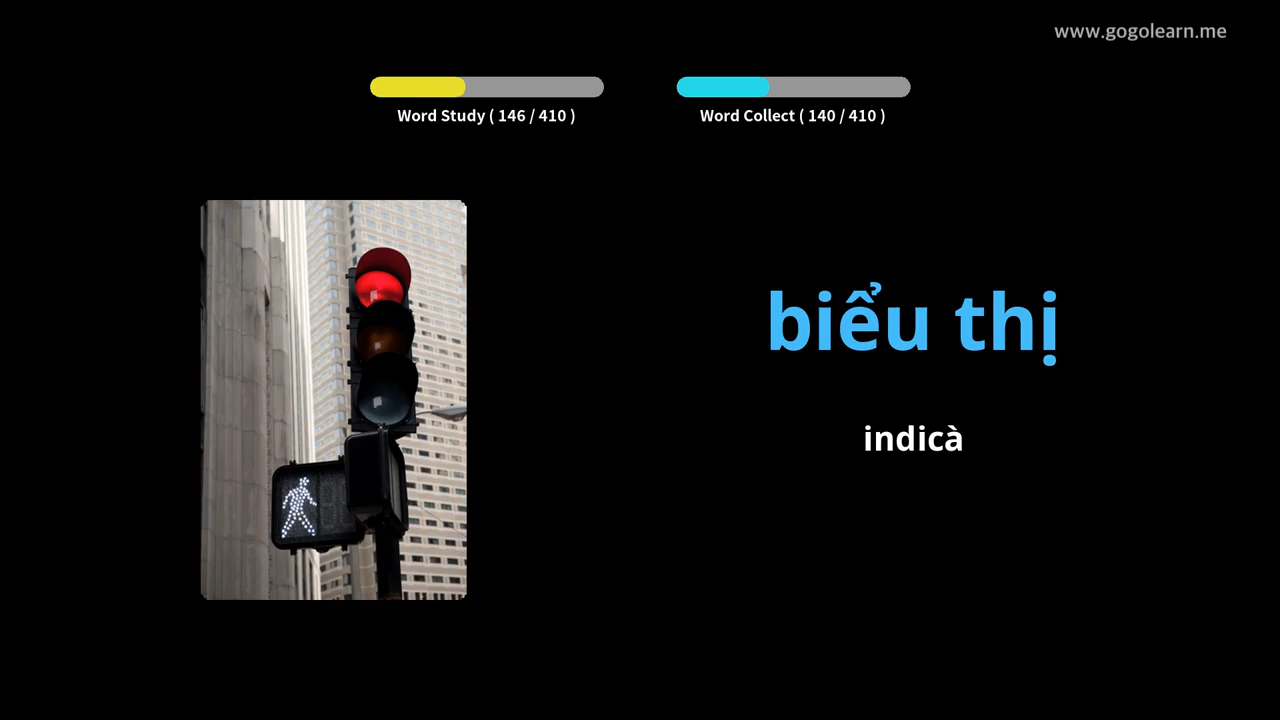 www.gogolearn.me
Word Study ( 146 / 410 )
Word Collect ( 140 / 410 )
biểu thị
indicà